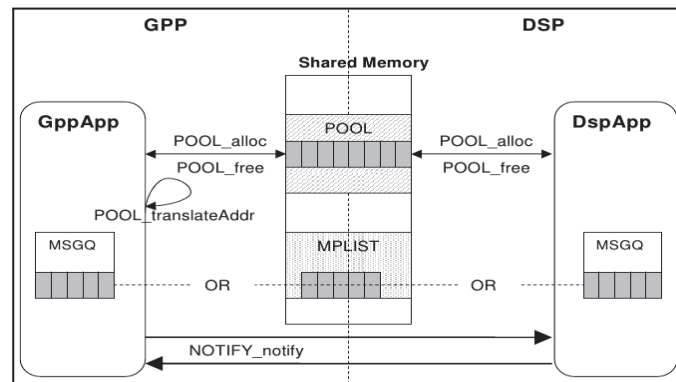 GPP
DSP
Shared Memory
GppApp
DspApp
POOL_alloc
POOL
POOL_alloc
POOL_free
POOL_free
POOL_translateAddr
MSGQ
MPLIST
MSGQ
OR
OR
NOTIFY_notify